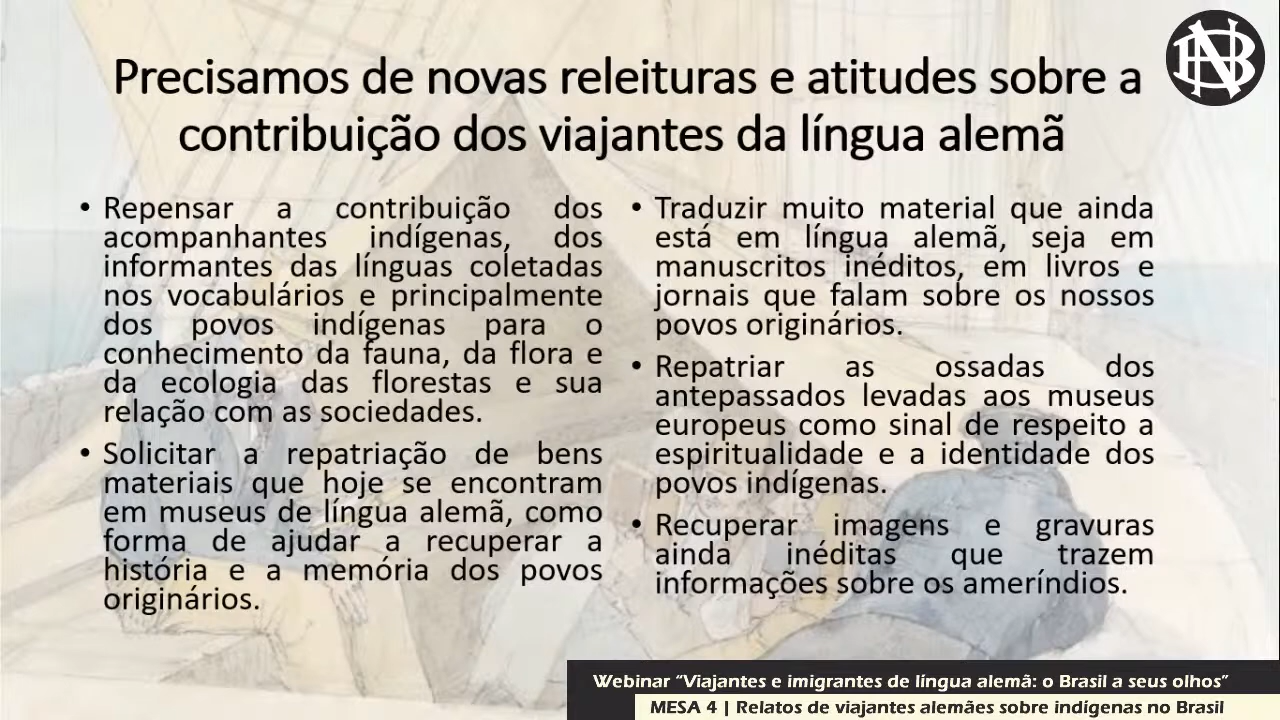 Precisamos de novas releituras e atitudes sobre a
contribuição dos viajantes da língua alemã
• Repensar a contribuição dos
acompanhantes indígenas, dos
informantes das línguas coletadas
nos vocabulários e principalmente
dos povos indígenas para o
conhecimento da fauna, da flora e
da ecologia das florestas e sua
relação com as sociedades.
• Solicitar a repatriação de bens
materiais que hoje se encontram
em museus de língua alemã, como
forma de ajudar a recuperar a
história e a memória dos povos
originários.
• Traduzir muito material que ainda
está em língua alemã, seja em
manuscritos inéditos, em livros e
jornais que falam sobre os nossos
povos originários.
• Repatriar as ossadas dos
antepassados levadas aos museus
europeus como sinal de respeito a
espiritualidade e a identidade dos
povos indígenas.
• Recuperar imagens e gravuras
ainda inéditas que trazem
informações sobre os ameríndios.
Webinar “Viajantes e imigrantes de língua alemã: o Brasil a seus olhos”
MESA 4 | Relatos de viajantes alemães sobre indígenas no Brasil